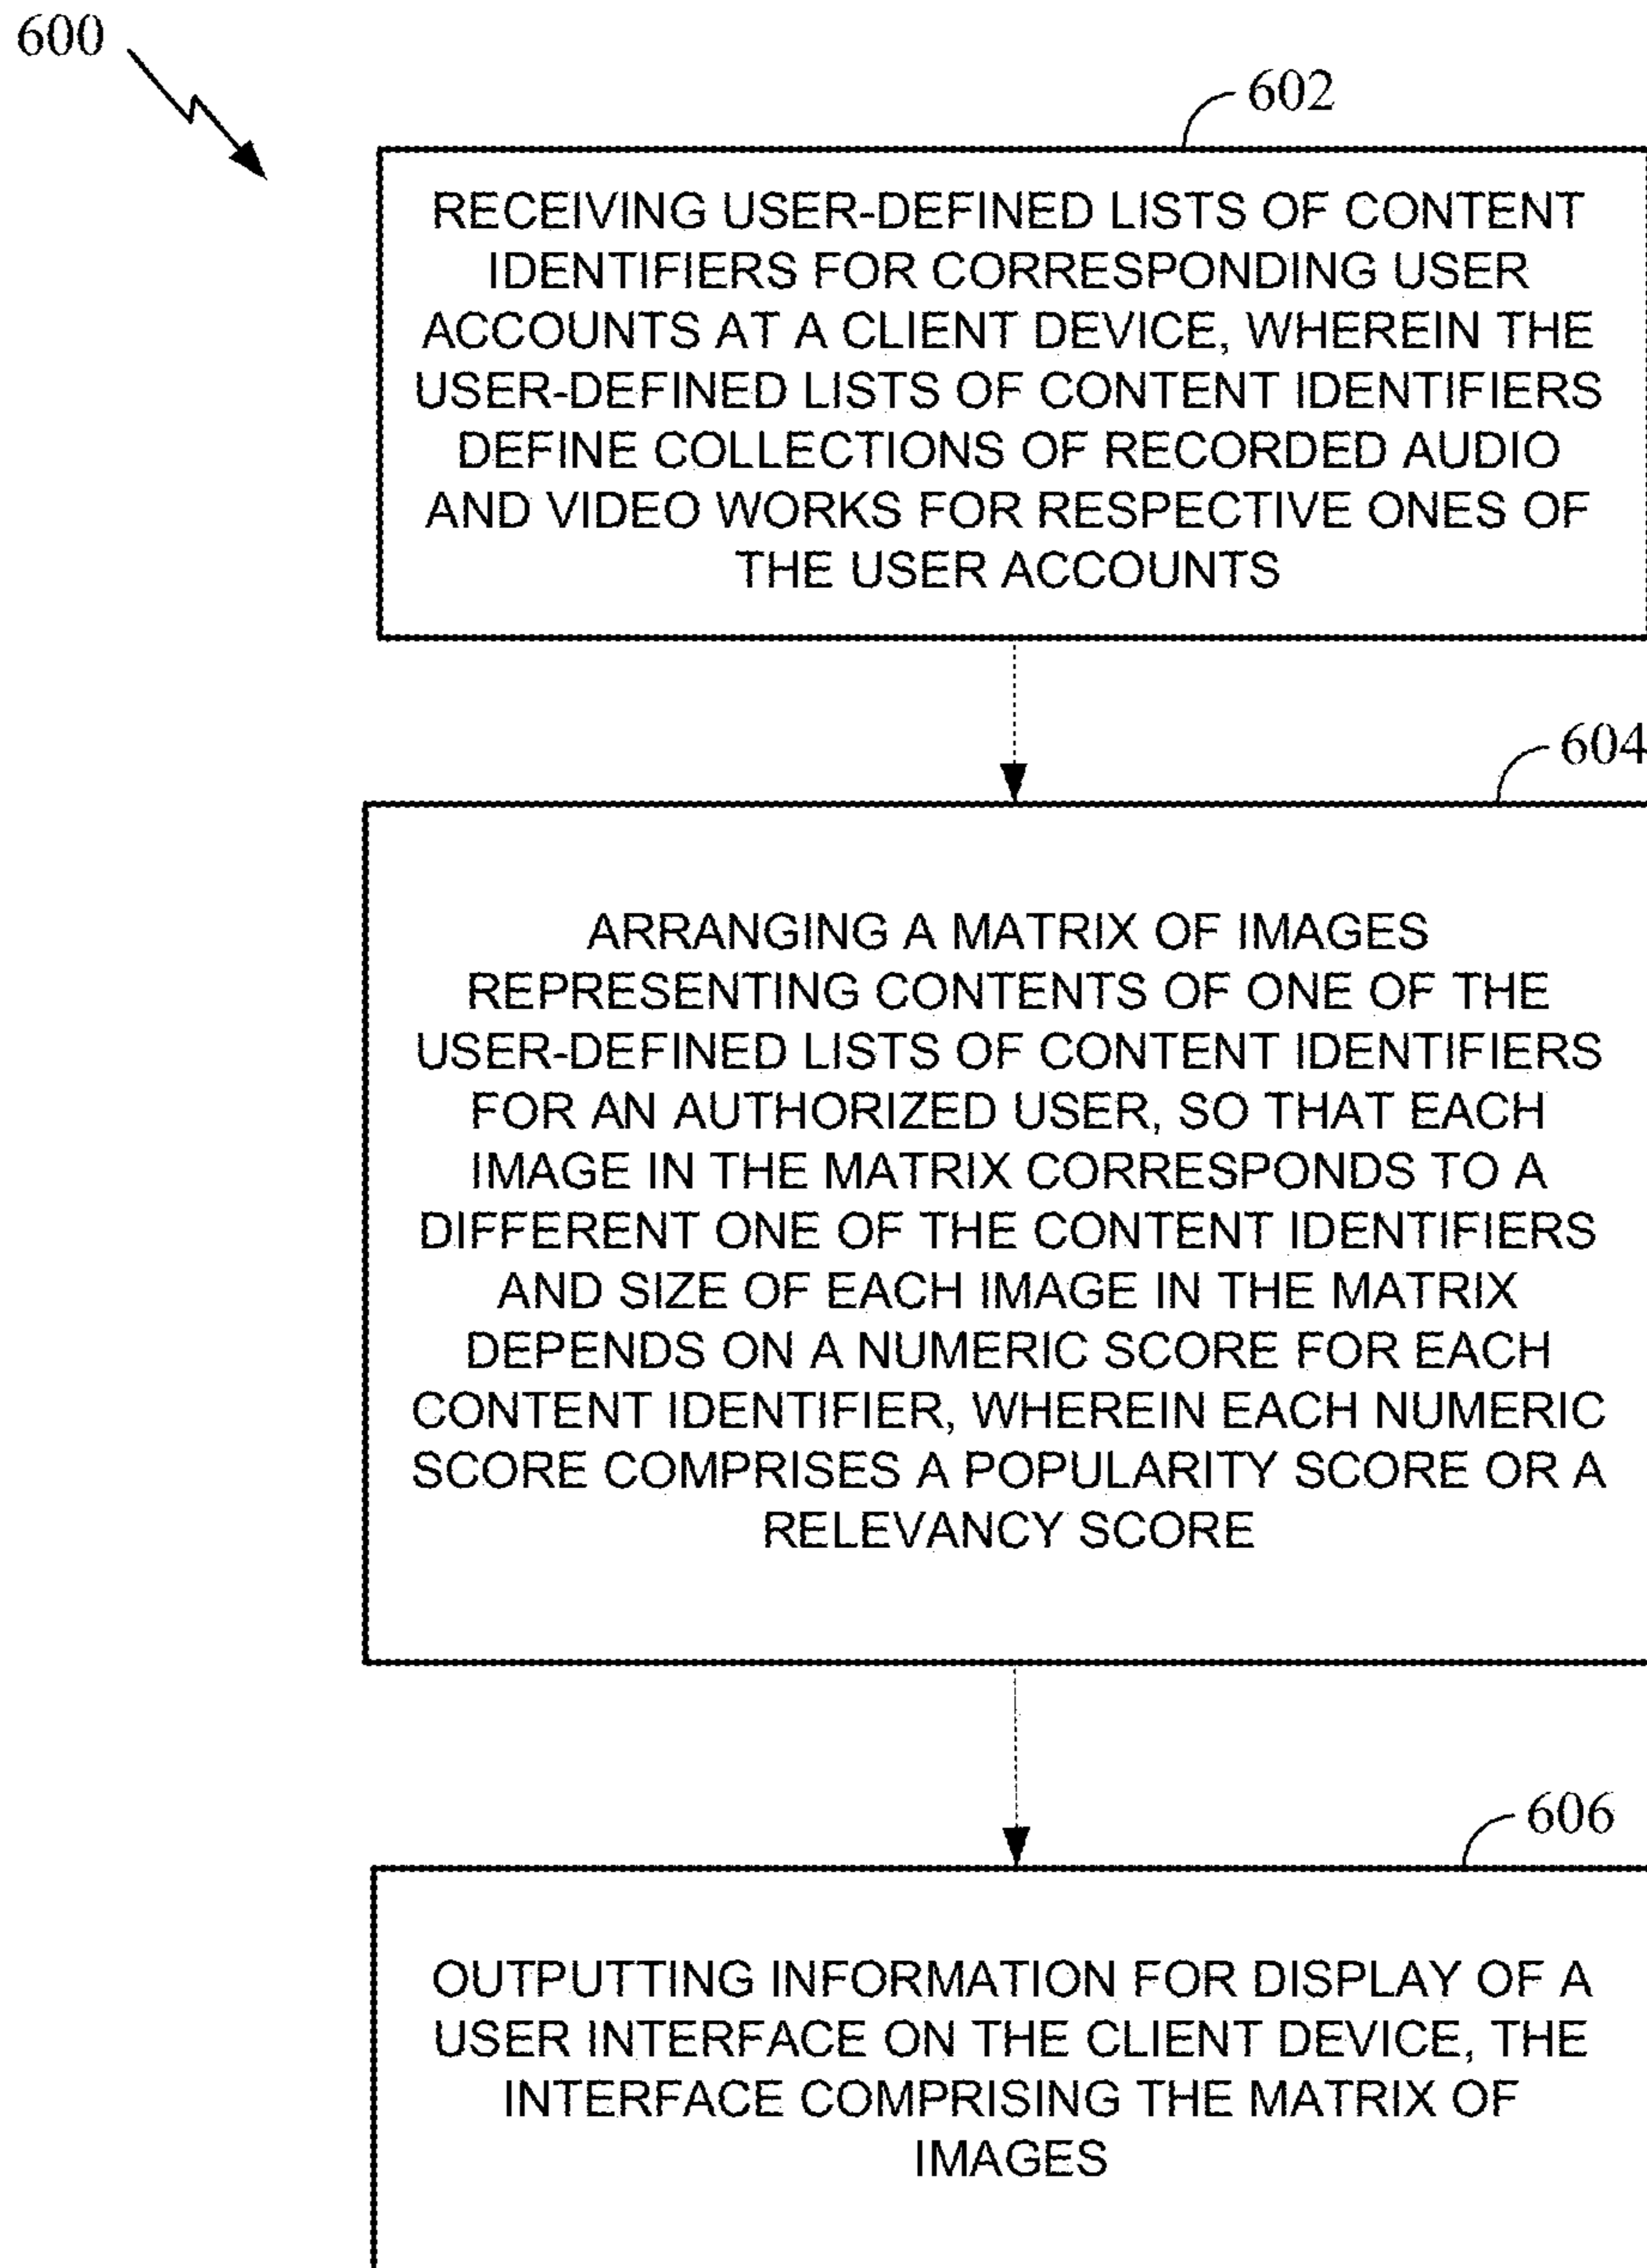 600
602
RECEIVING USER-DEFINED LISTS OF CONTENT
IDENTIFIERS FOR CORRESPONDING USER
ACCOUNTS AT A CLIENT DEVICE, WHEREIN THE
USER-DEFINED LISTS OF CONTENT IDENTIFIERS
DEFINE COLLECTIONS OF RECORDED AUDIO
AND VIDEO WORKS FOR RESPECTIVE ONES OF
THE USER ACCOUNTS
604
ARRANGING A MATRIX OF IMAGES
REPRESENTING CONTENTS OF ONE OF THE
USER-DEFINED LISTS OF CONTENT IDENTIFIERS
FOR AN AUTHORIZED USER, SO THAT EACH
IMAGE IN THE MATRIX CORRESPONDS TO A
DIFFERENT ONE OF THE CONTENT IDENTIFIERS
AND SIZE OF EACH IMAGE IN THE MATRIX
DEPENDS ON A NUMERIC SCORE FOR EACH
CONTENT IDENTIFIER, WHEREIN EACH NUMERIC
SCORE COMPRISES A POPULARITY SCORE OR A
RELEVANCY SCORE
606
OUTPUTTING INFORMATION FOR DISPLAY OF A
USER INTERFACE ON THE CLIENT DEVICE, THE
INTERFACE COMPRISING THE MATRIX OF
IMAGES